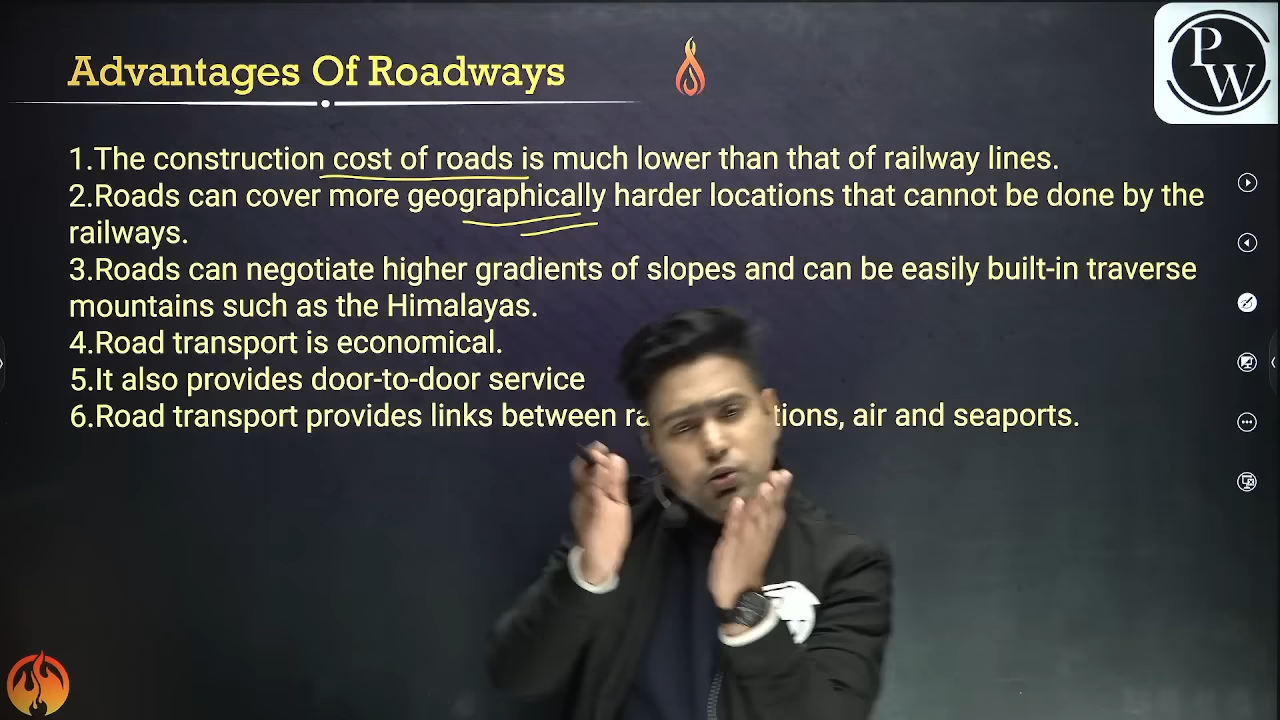 Advantages Of Roadways
PW
1.The construction cost of roads is much lower than that of railway lines.
2.Roads can cover more geographically harder locations that cannot be done by the
railways.
3.Roads can negotiate higher gradients of slopes and can be easily built-in traverse
mountains such as the Himalayas.
4.Road transport is economical.
5.It also provides door-to-door service
6.Road transport provides links between air and seaports.